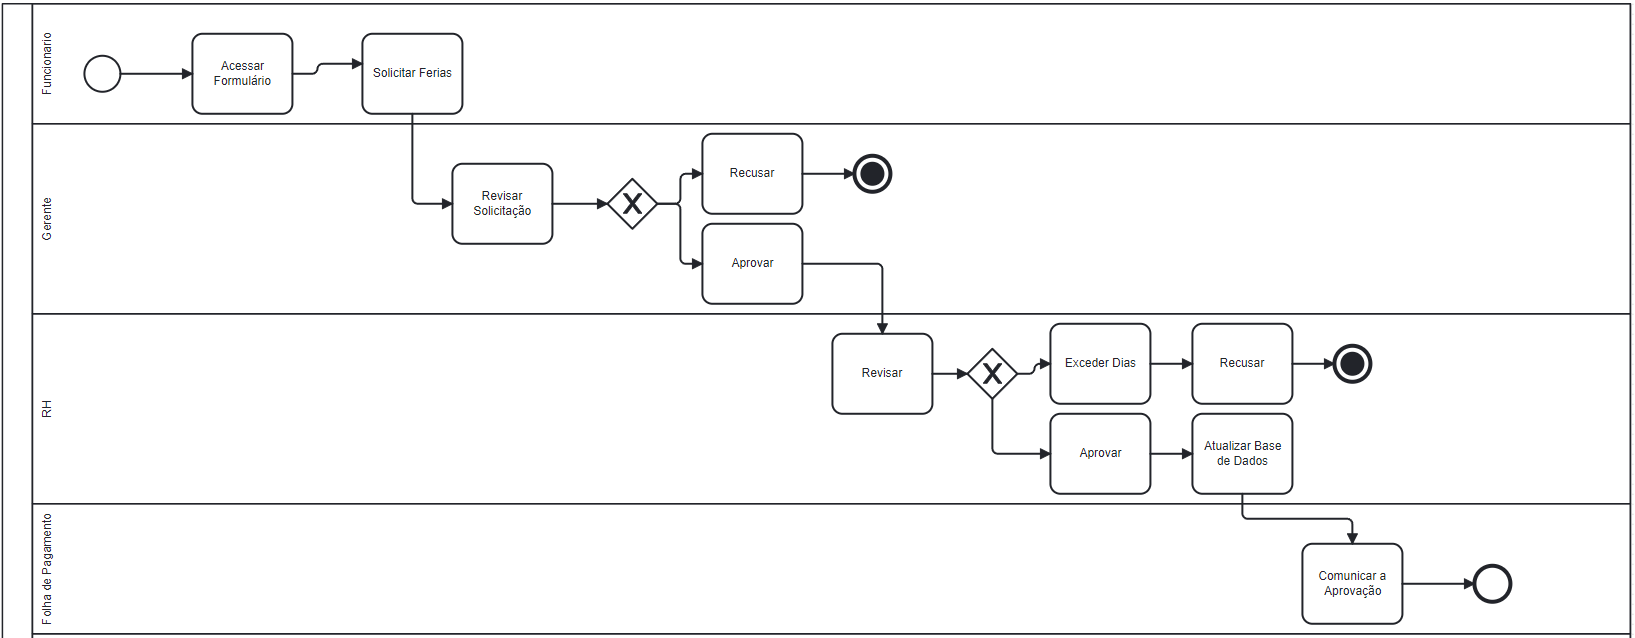 Funcionario
Acessar
Formulário
Solicitar Ferias
Gerente
Revisar
Solicitação
X
Recusar
Aprovar
RH
Revisar
X
Exceder Dias
Recusar
Aprovar
Atualizar Base
de Dados
Folha de Pagamento
Comunicar a
Aprovação